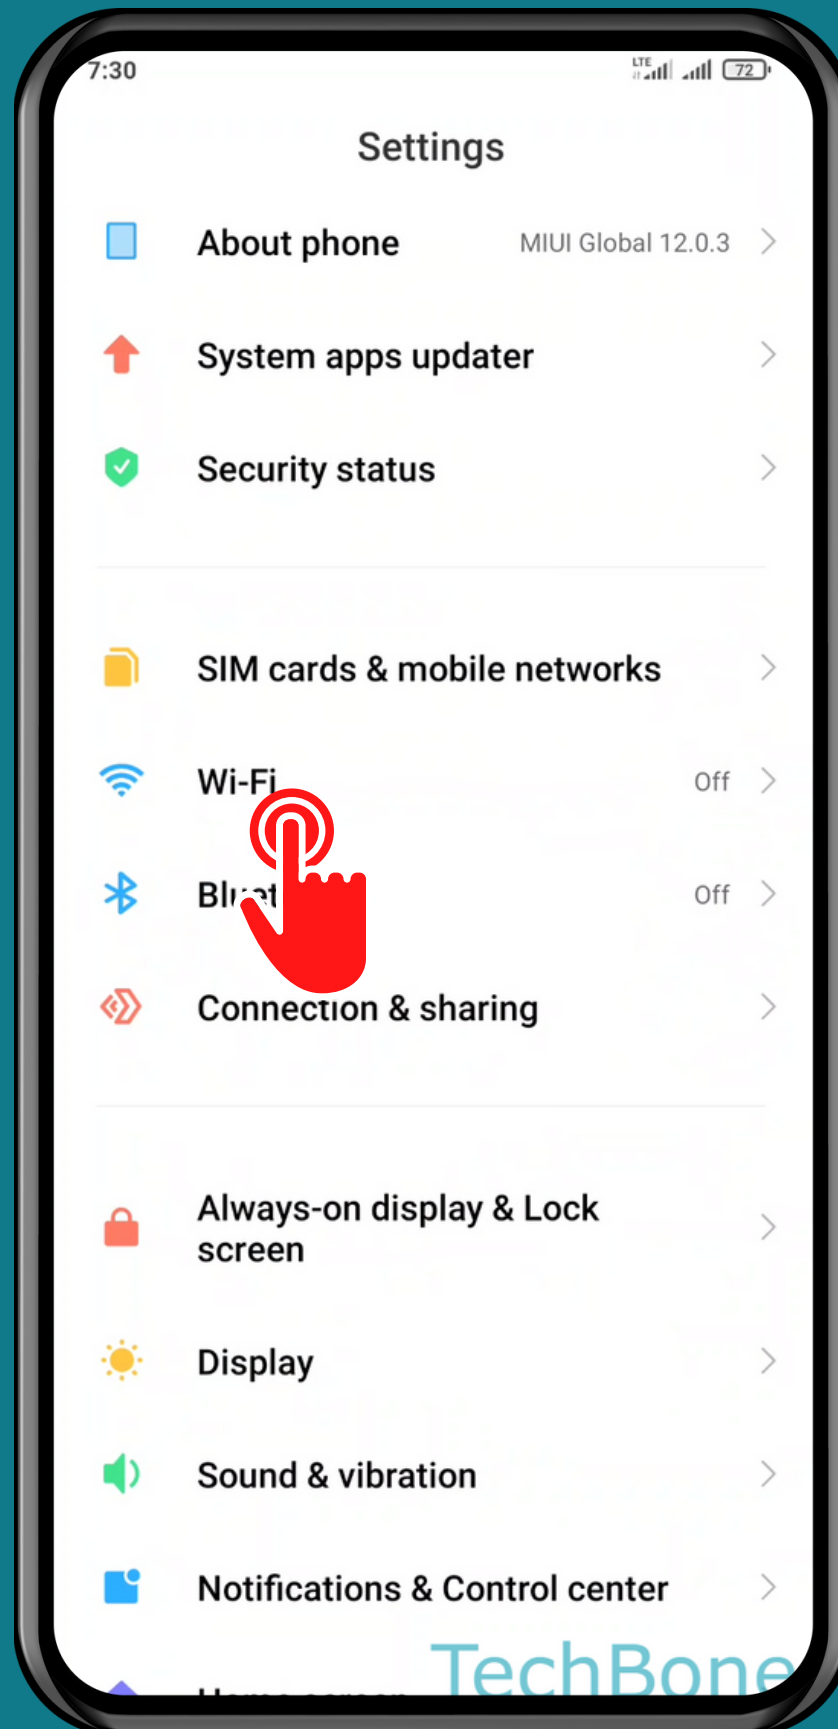 7:30 LTE 72
Settings
About phone MIUI Global 12.0.3
System apps updater
Security status
SIM cards & mobile networks
Wi-Fi Off
Off
Connection & sharing
Always-on display & Lock
screen
Display
Sound & vibration
Notifications & Control center
Home screen
TechBone